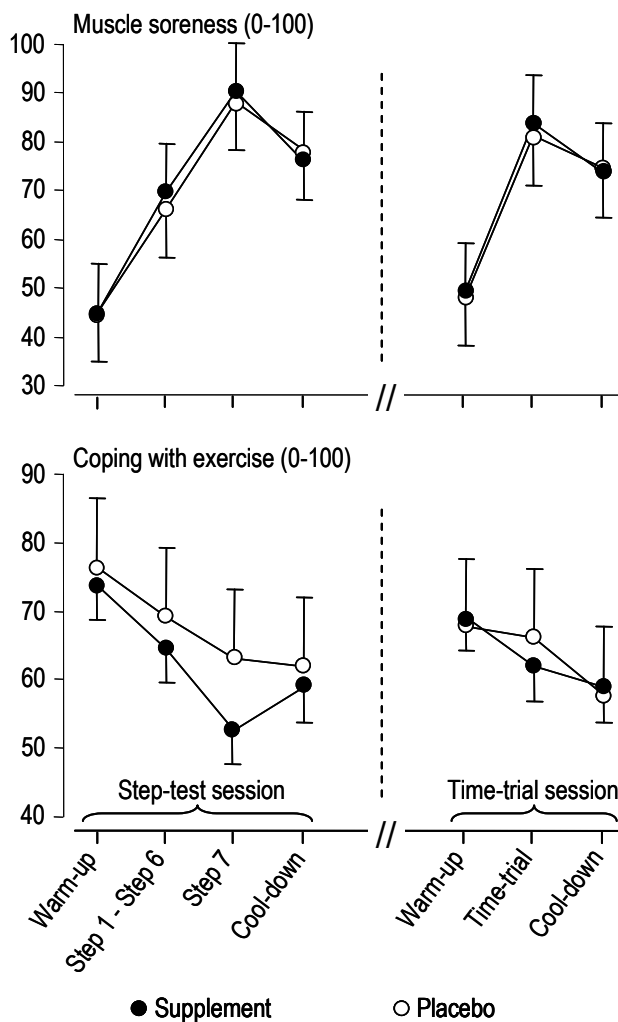 Muscle soreness (0-100)
100
90
80
70
60
50
40
30
//
Coping with exercise (0-100)
90
80
70
60
50
40
Step-test session
Time-trial session
//
Warm-up
Step 1 - Step 6
Step 7
Cool-down
Warm-up
Time-trial
Cool-down
Supplement
Placebo